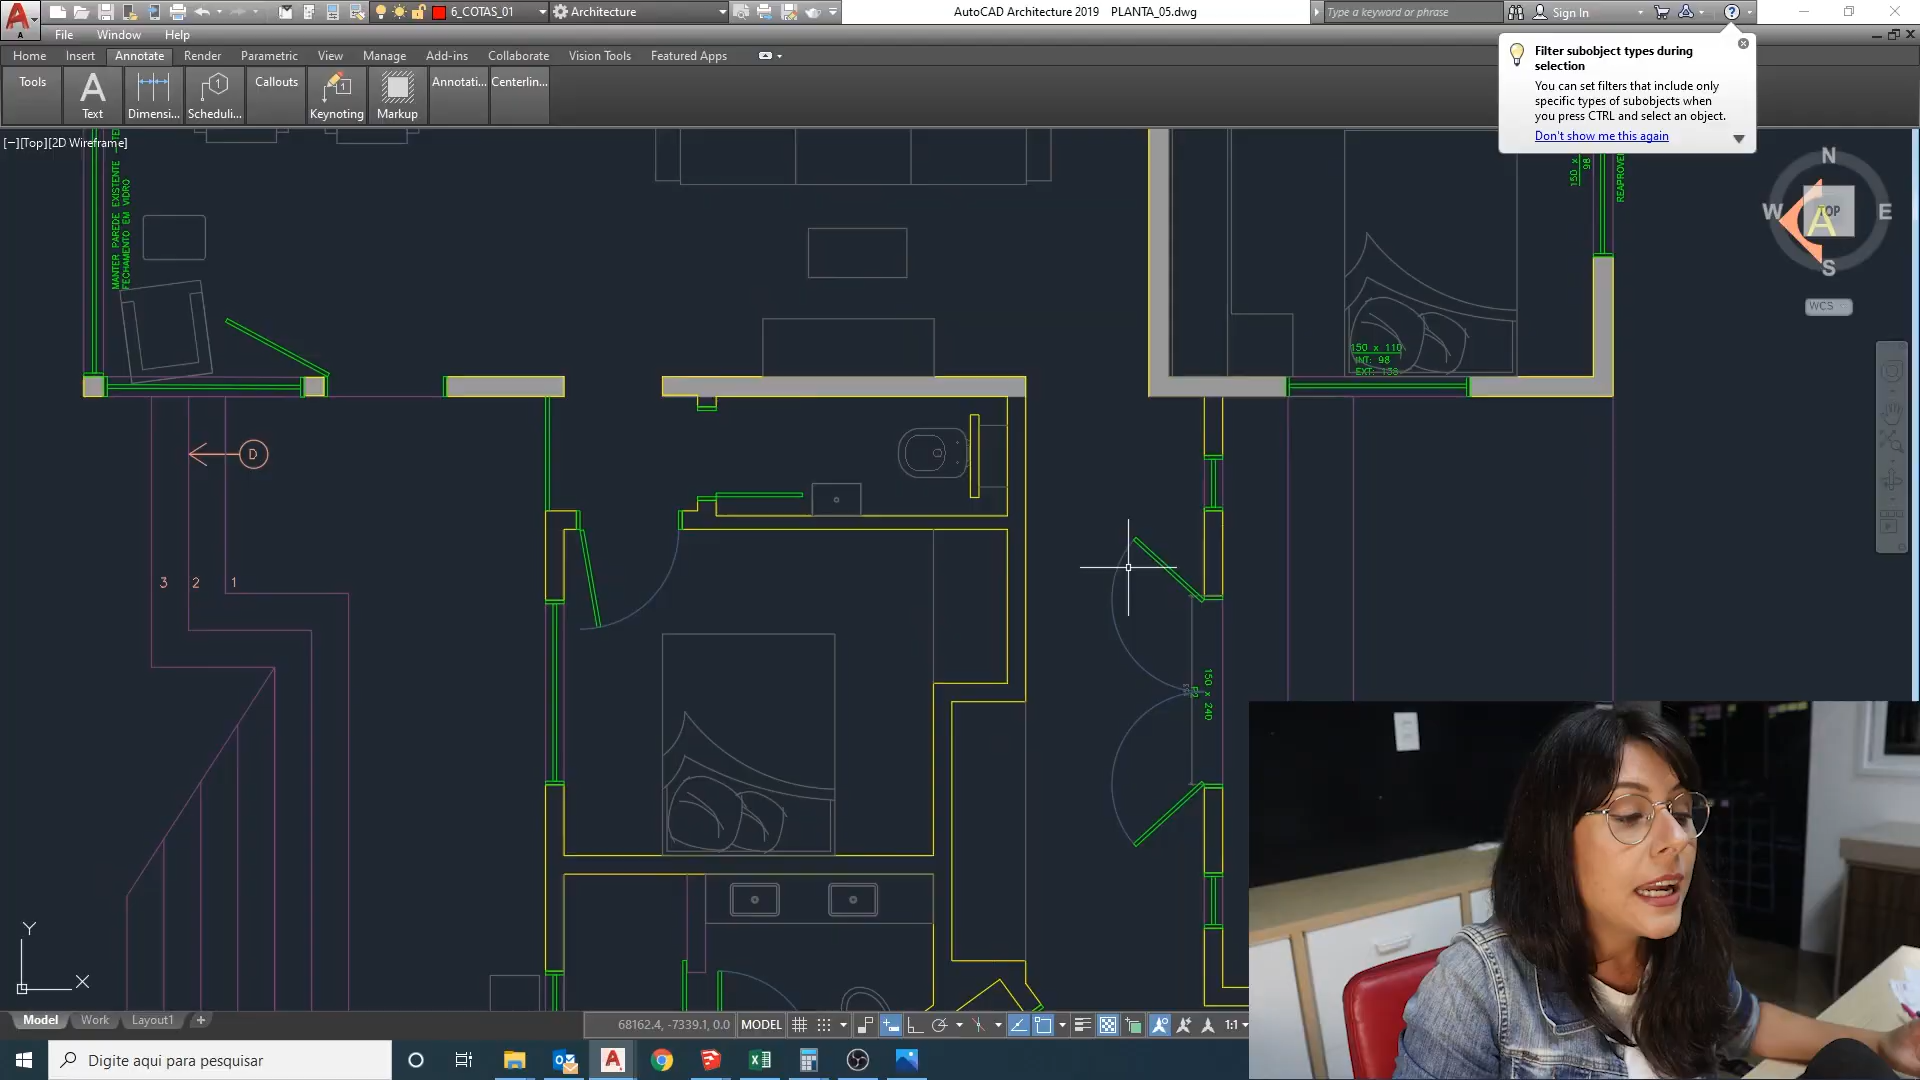 6_COTAS_01
Architecture
AutoCAD Architecture 2019 PLANTA_05.dwg
Type a keyword or phrase
Sign In
File
Window
Help
Home
Insert
Annotate
Render
Parametric
View
Manage
Add-ins
Collaborate
Vision Tools
Featured Apps
Tools
Text
Dimensi...
Scheduli...
Callouts
Keynoting
Markup
Annotati...
Centerlin...
Filter subobject types during
selection
You can set filters that include only
specific types of subobjects when
you press CTRL and select an object.
Don't show me this again
[−][Top][2D Wireframe]
MANTER PAREDE EXISTENTE
FECHAMENTO EM VIDRO
N
W
TOP
E
S
WCS
150 x
98
150 x 110
INT: 98
D
3 2 1
150 x 240
Y
X
Model
Work
Layout1
68162.4, -7339.1, 0.0
MODEL
1:1
Digite aqui para pesquisar